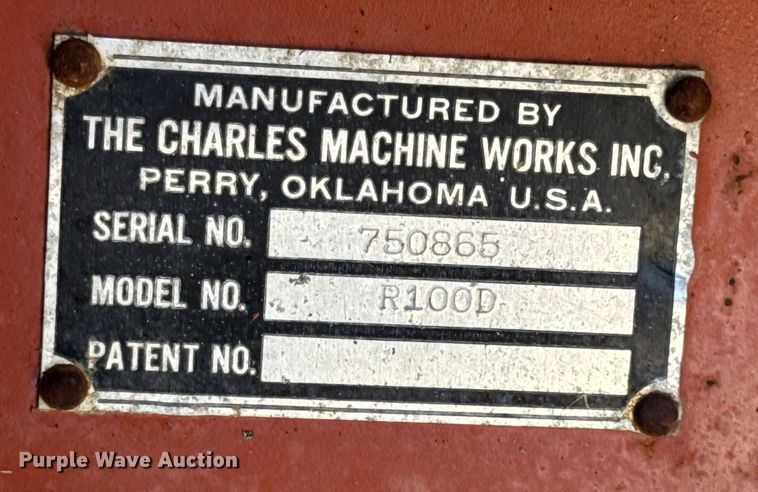 MANUFACTURED BY
THE CHARLES MACHINE WORKS INC.
PERRY, OKLAHOMA U.S.A.
SERIAL NO. 750865
MODEL NO. R100D
PATENT NO.
Purple Wave Auction